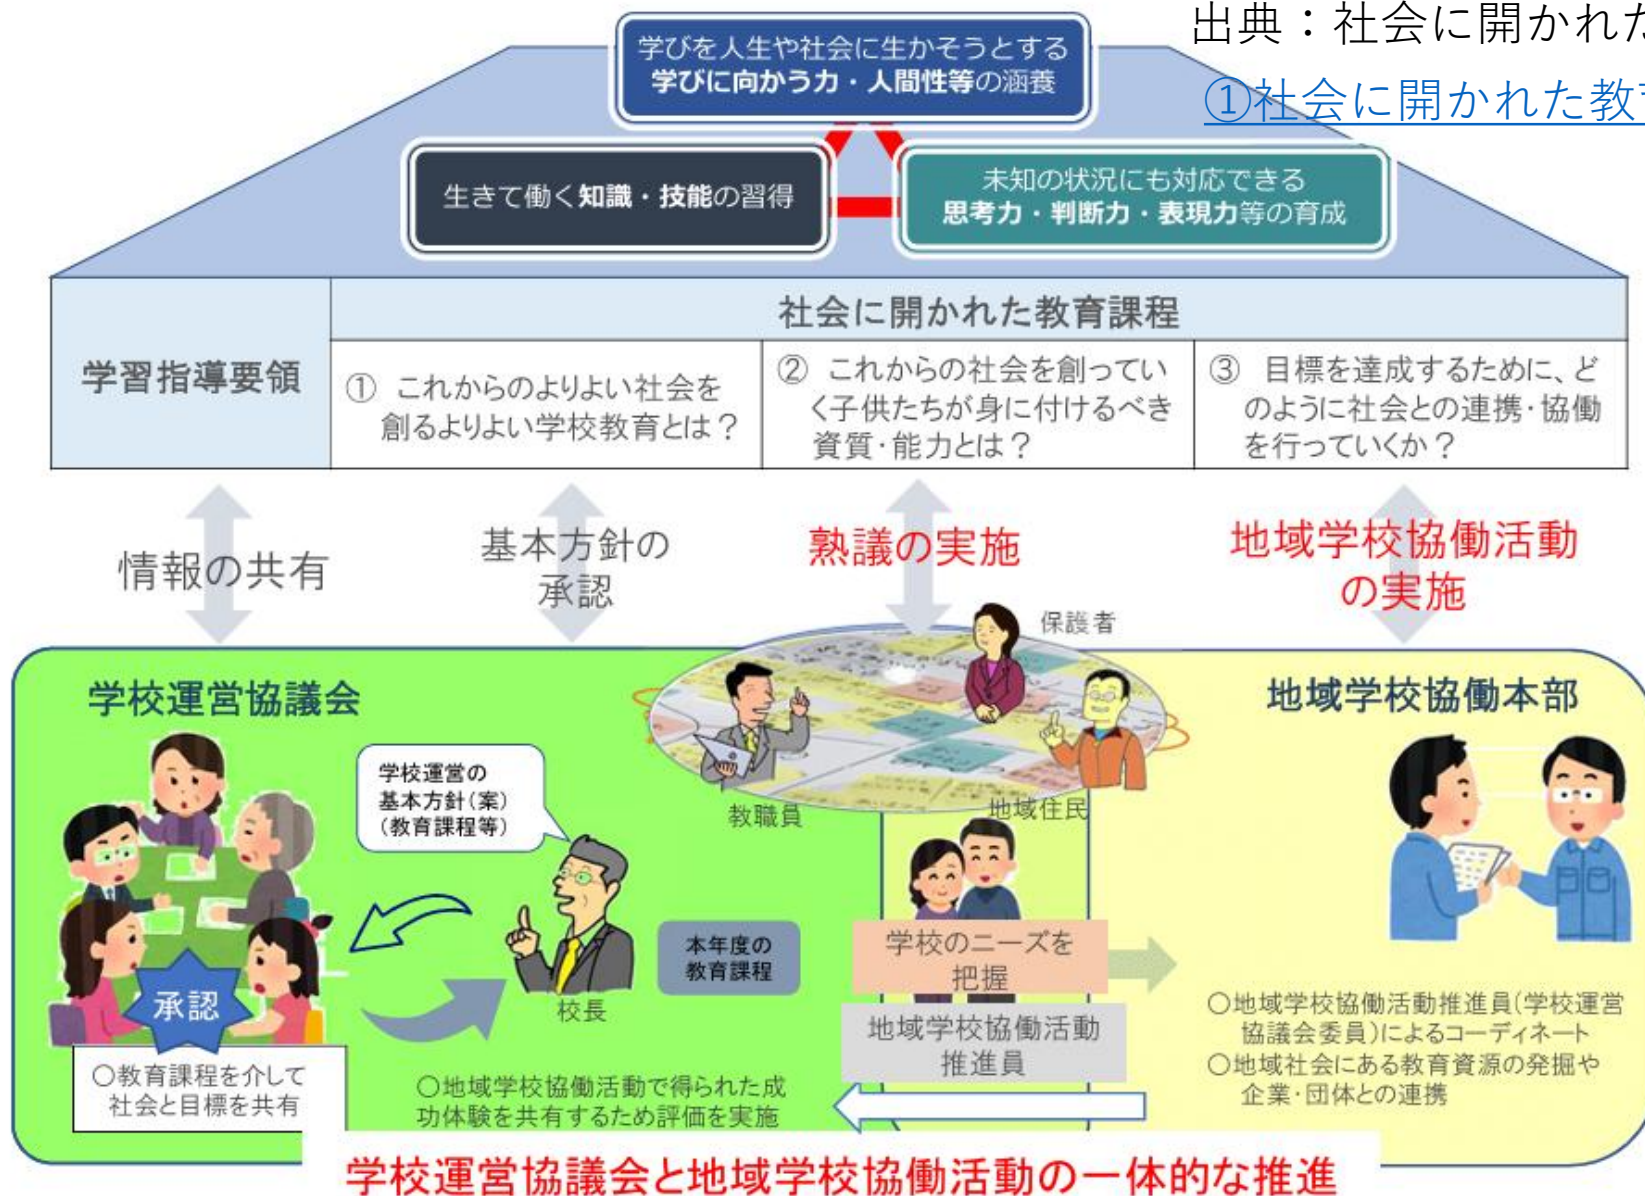 出典：社会に開かれた
①社会に開かれた教
学びを人生や社会に生かそうとする
学びに向かう力・人間性等の涵養
生きて働く知識・技能の習得
未知の状況にも対応できる
思考力・判断力・表現力等の育成
学習指導要領
社会に開かれた教育課程
① これからのよりよい社会を
創るよりよい学校教育とは？
② これからの社会を創ってい
く子供たちが身に付けるべき
資質・能力とは？
③ 目標を達成するために、ど
のように社会との連携・協働
を行っていくか？
情報の共有
基本方針の
承認
熟議の実施
地域学校協働活動
の実施
学校運営協議会
保護者
教職員
地域住民
地域学校協働本部
学校運営の
基本方針(案)
(教育課程等)
校長
本年度の
教育課程
承認
○教育課程を介して
社会と目標を共有
○地域学校協働活動で得られた成
功体験を共有するため評価を実施
学校のニーズを
把握
地域学校協働活動
推進員
○地域学校協働活動推進員(学校運営
協議会委員)によるコーディネート
○地域社会にある教育資源の発掘や
企業・団体との連携
学校運営協議会と地域学校協働活動の一体的な推進